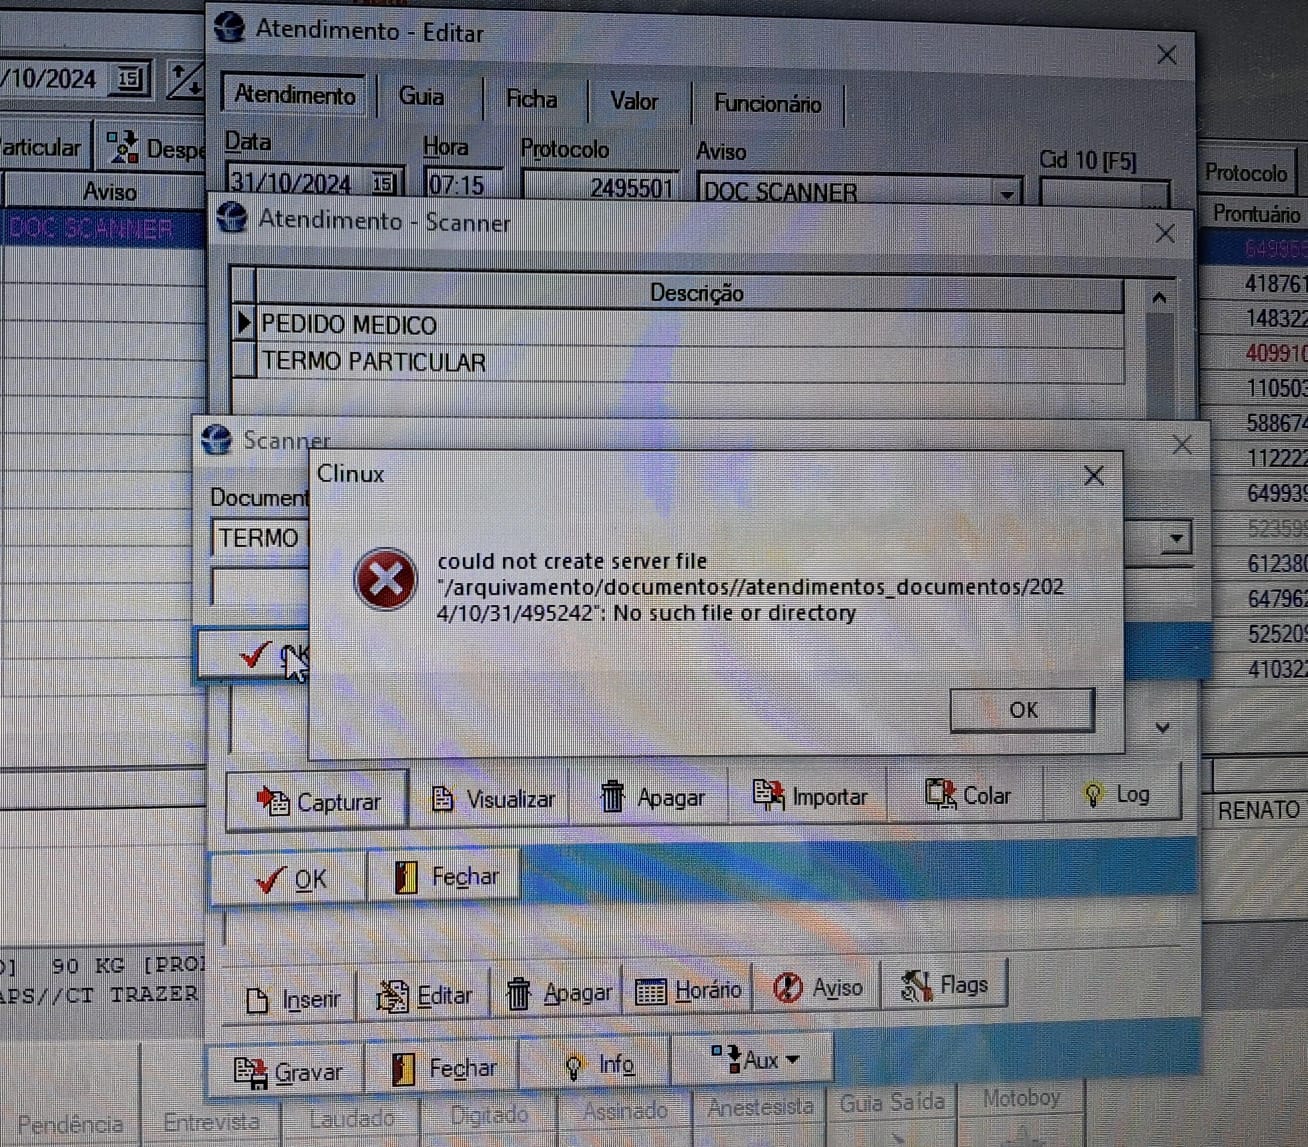 Atendimento - Editar
/10/2024 15
Atendimento Guia Ficha Valor Funcionário
articular
Data Hora Protocolo Aviso Cid 10 [F5] Protocolo
Aviso 31/10/2024 15 07:15 2495501 DOC SCANNER ...
Prontuário
DOC SCANNER
Atendimento - Scanner
Descrição
PEDIDO MEDICO
TERMO PARTICULAR
418761
148322
409910
110503
588674
112222
649939
523599
612380
647962
525209
410322
Scanner
Document
TERMO
Clinux
could not create server file
"/arquivamento/documentos//atendimentos_documentos/202
4/10/31/495242": No such file or directory
OK
OK
Capturar Visualizar Apagar Importar Colar Log
RENATO
OK Fechar
90 KG [PRO
APS//CT TRAZER
Inserir Editar Apagar Horário Aviso Flags
Gravar Fechar Info Aux
Pendência Entrevista Laudado Digitado Assinado Anestesista Guia Saída Motoboy